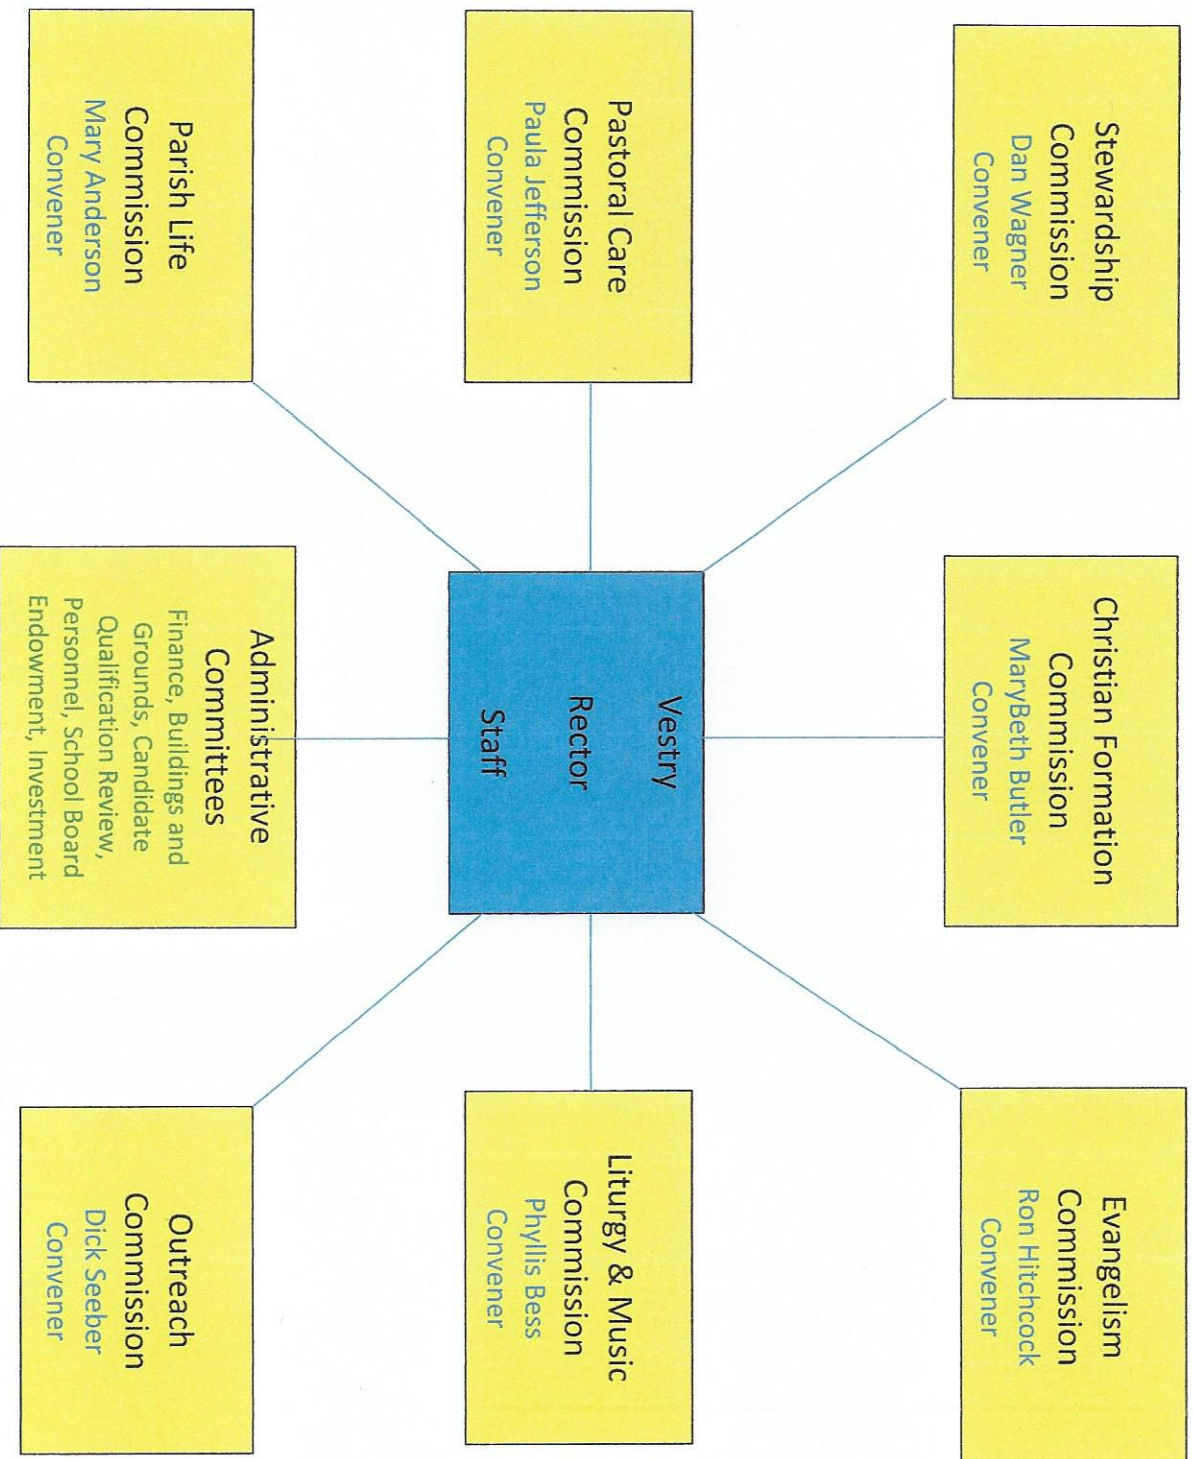 Stewardship
Commission
Dan Wagner
Convener
Christian Formation
Commission
MaryBeth Butler
Convener
Evangelism
Commission
Ron Hitchcock
Convener
Pastoral Care
Commission
Paula Jefferson
Convener
Vestry
Rector
Staff
Liturgy & Music
Commission
Phyllis Bess
Convener
Parish Life
Commission
Mary Anderson
Convener
Administrative
Committees
Finance, Buildings and
Grounds, Candidate
Qualification Review,
Personnel, School Board
Endowment, Investment
Outreach
Commission
Dick Seeber
Convener